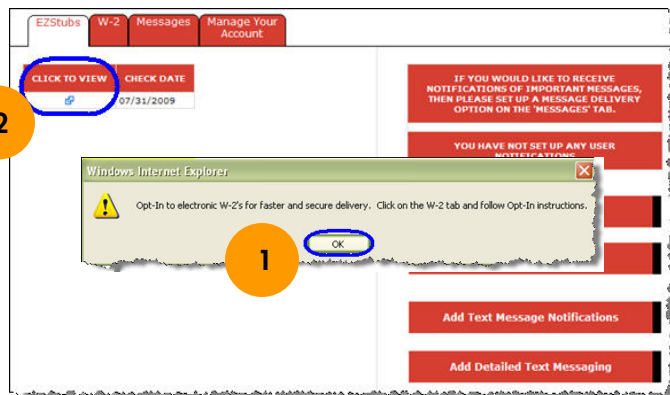 EZStubs W-2 Messages Manage Your
Account
CLICK TO VIEW CHECK DATE
07/31/2009
2
IF YOU WOULD LIKE TO RECEIVE
NOTIFICATIONS OF IMPORTANT MESSAGES,
THEN PLEASE SET UP A MESSAGE DELIVERY
OPTION ON THE 'MESSAGES' TAB.
YOU HAVE NOT SET UP ANY USER
NOTIFICATIONS
Windows Internet Explorer
Opt-In to electronic W-2's for faster and secure delivery. Click on the W-2 tab and follow Opt-In instructions.
OK
1
Add Text Message Notifications
Add Detailed Text Messaging